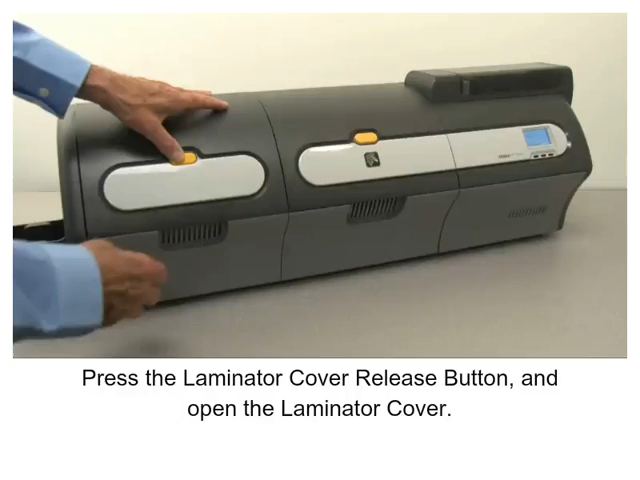 Press the Laminator Cover Release Button, and
open the Laminator Cover.